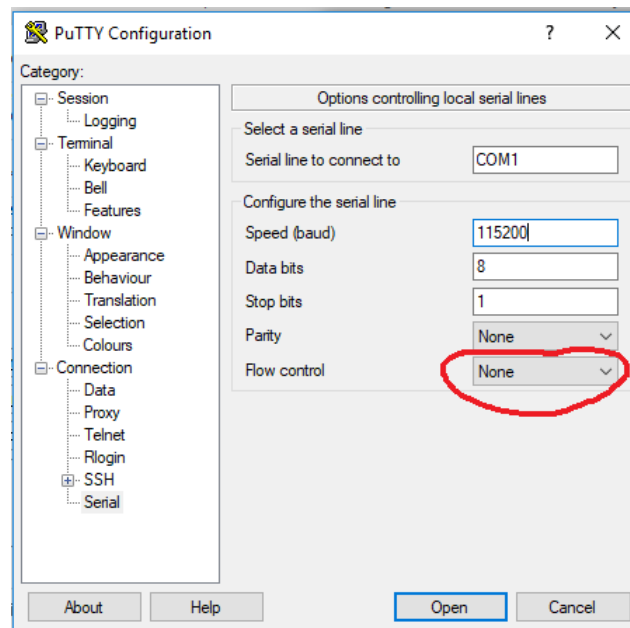 PuTTY Configuration
?
Category:
Session
Logging
Terminal
Keyboard
Bell
Features
Window
Appearance
Behaviour
Translation
Selection
Colours
Connection
Data
Proxy
Telnet
Rlogin
SSH
Serial
Options controlling local serial lines
Select a serial line
Serial line to connect to COM1
Configure the serial line
Speed (baud) 115200
Data bits 8
Stop bits 1
Parity None
Flow control None
About Help Open Cancel